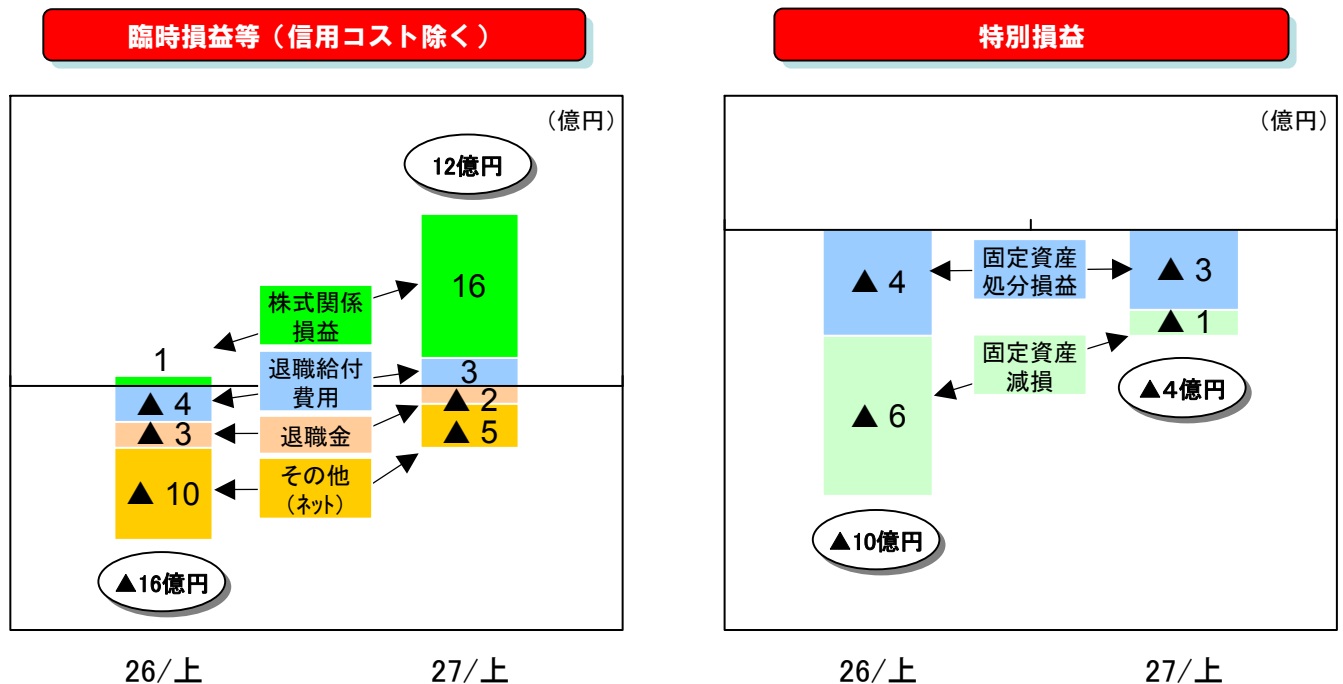 臨時損益等（信用コスト除く）
（億円）
12億円
16
株式関係
損益
1
退職給付
費用
3
▲ 4
▲ 2
▲ 3
退職金
▲ 5
その他
（ネット）
▲ 10
▲16億円
26/上
27/上
特別損益
（億円）
▲ 4
固定資産
処分損益
▲ 3
▲ 1
固定資産
減損
▲ 6
▲4億円
▲10億円
26/上
27/上